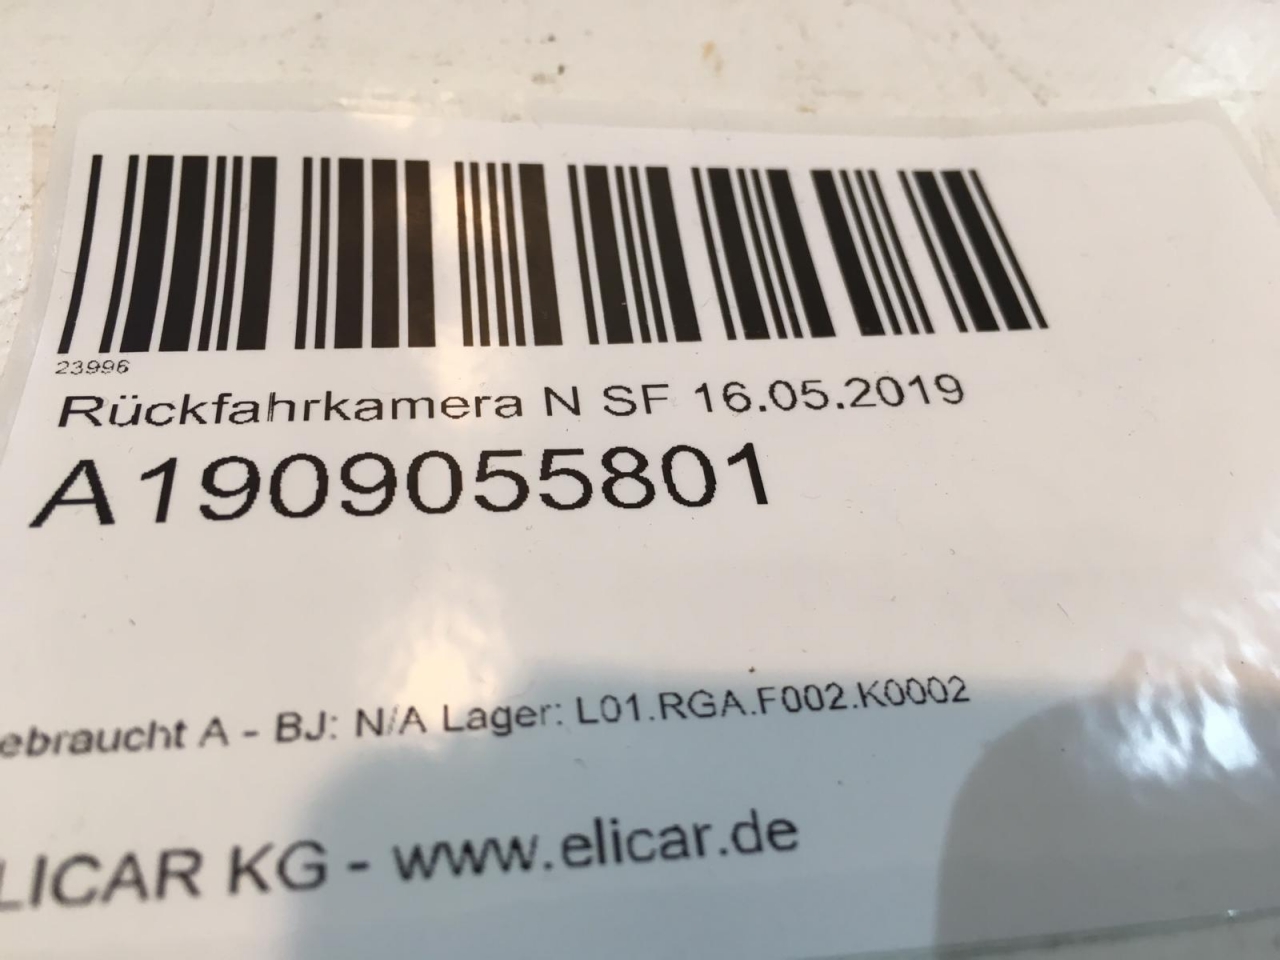 23996
Rückfahrkamera N SF 16.05.2019
A1909055801
ebraucht A - BJ: N/A Lager: L01.RGA.F002.K0002
LICAR KG - www.elicar.de